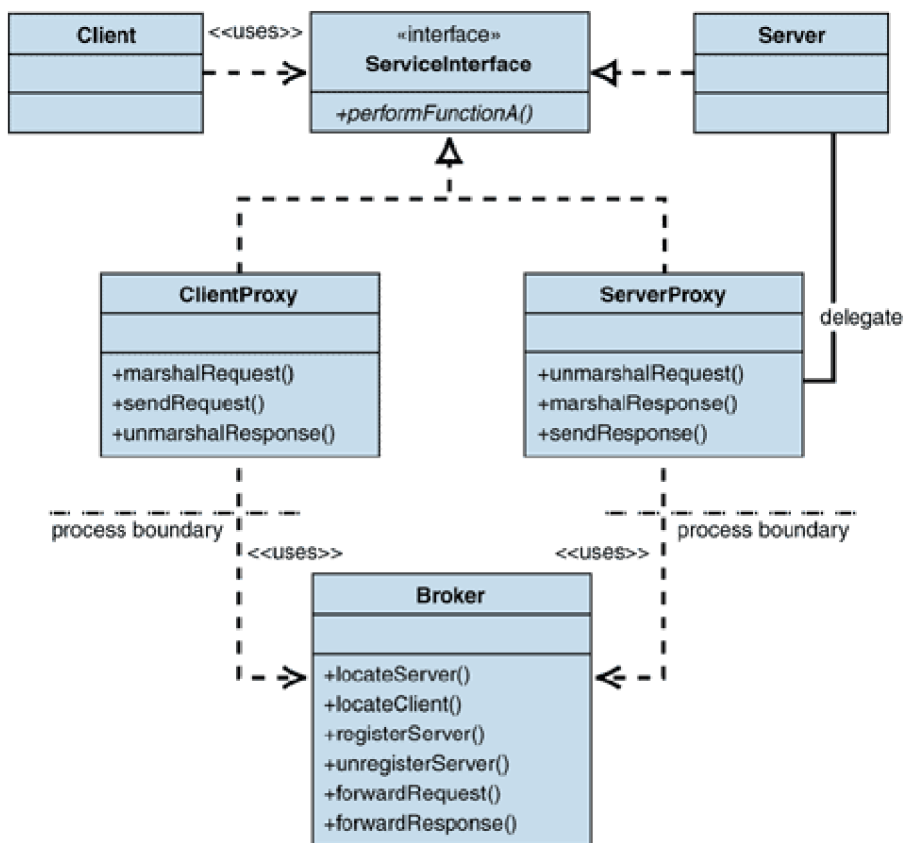 Client
<<uses>>
«interface»
ServiceInterface
+performFunctionA()
Server
ClientProxy
+marshalRequest()
+sendRequest()
+unmarshalResponse()
ServerProxy
+unmarshalRequest()
+marshalResponse()
+sendResponse()
delegate
process boundary
process boundary
<<uses>>
<<uses>>
Broker
+locateServer()
+locateClient()
+registerServer()
+unregisterServer()
+forwardRequest()
+forwardResponse()